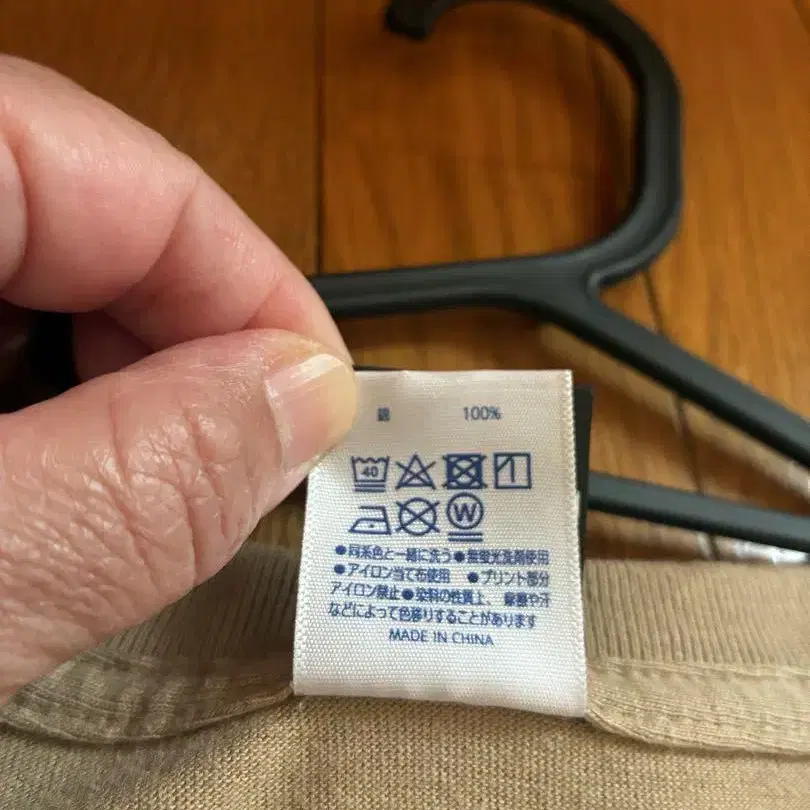 綿 100%
40
W
●同系色と一緒に洗う●無蛍光洗剤使用
●アイロン当て布使用 ●プリント部分
アイロン禁止●染料の性質上、摩擦や汗
などによって色移りすることがあります
MADE IN CHINA